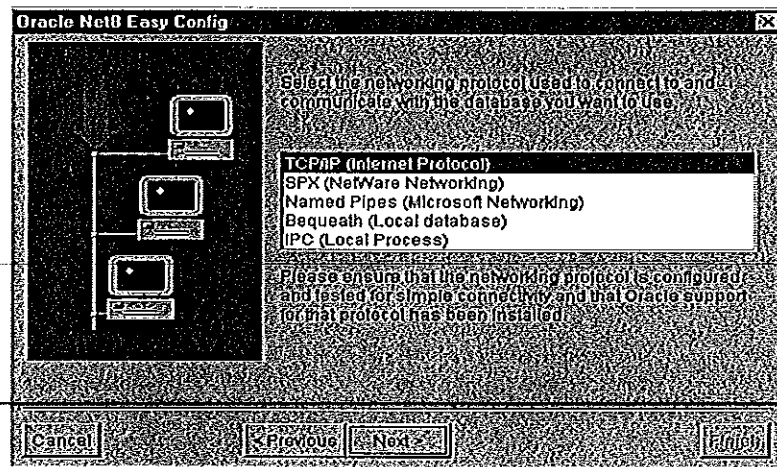 Oracle Net8 Easy Config
Select the networking protocol used to connect to and
communicate with the database you want to use.
TCP/IP (Internet Protocol)
SPX (NetWare Networking)
Named Pipes (Microsoft Networking)
Bequeath (Local database)
IPC (Local Process)
Please ensure that the networking protocol is configured
and tested for simple connectivity and that Oracle support
for that protocol has been installed.
Cancel < Previous Next > Finish